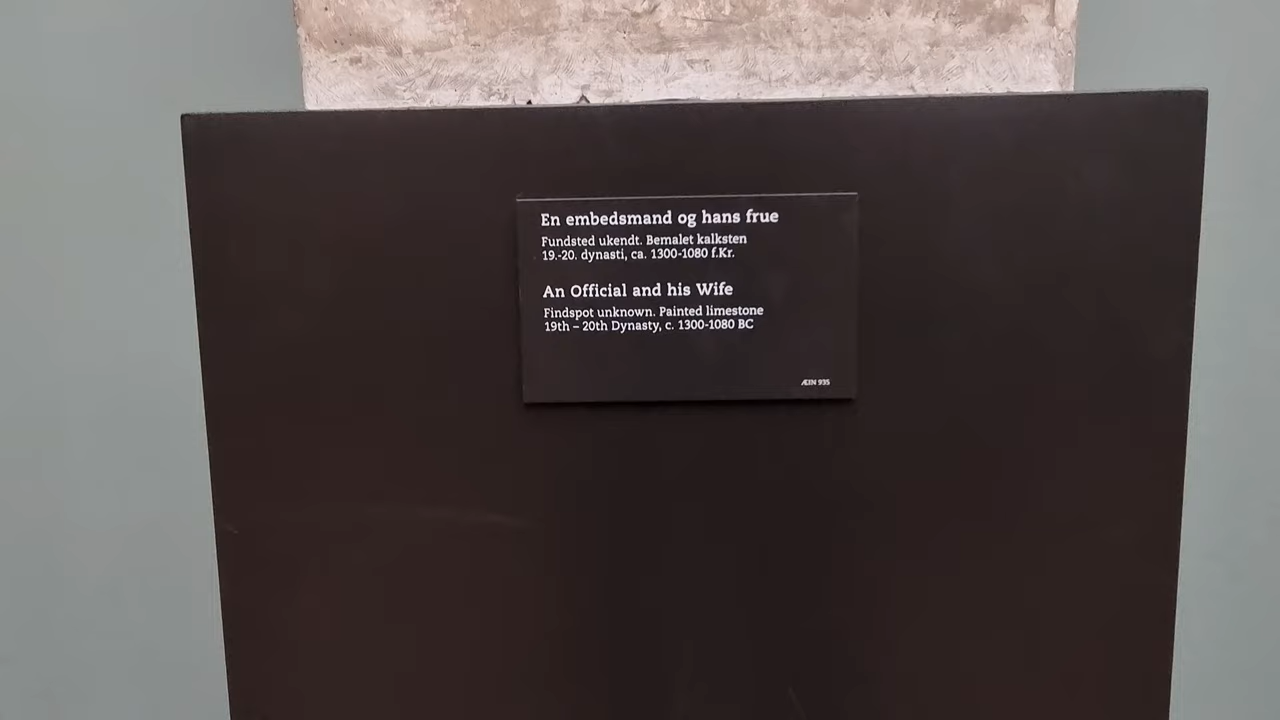 En embedsmand og hans frue
Fundsted ukendt. Bemalet kalksten
19.-20. dynasti, ca. 1300-1080 f.Kr.
An Official and his Wife
Findspot unknown. Painted limestone
19th – 20th Dynasty, c. 1300-1080 BC
ÆIN 935